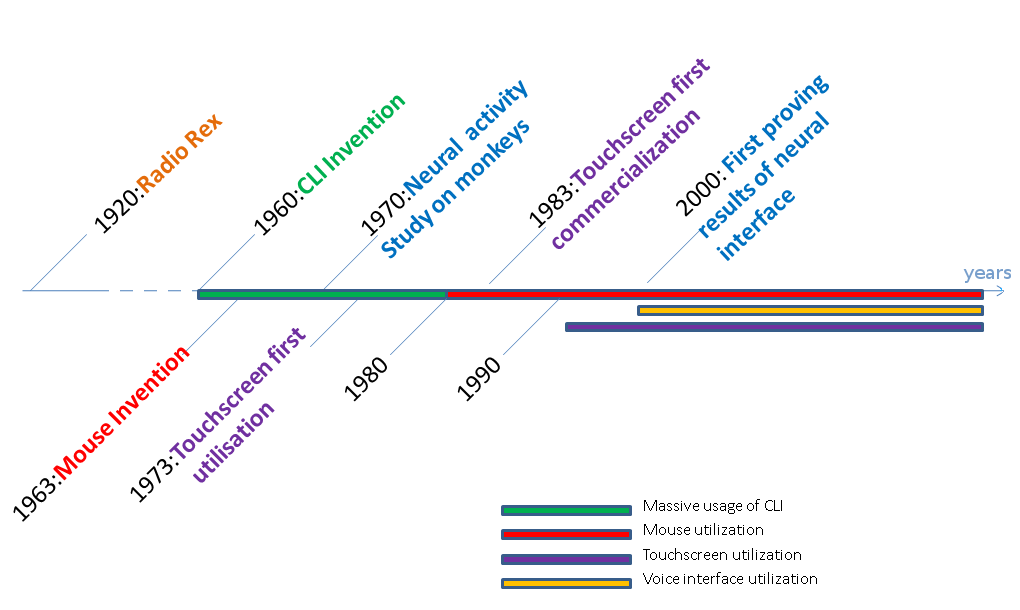 1920:Radio Rex
1960:CLI Invention
1970:Neural activity
Study on monkeys
1983:Touchscreen first
commercialization
2000: First proving
results of neural
interface
years
1963:Mouse Invention
1973:Touchscreen first
utilisation
1980
1990
Massive usage of CLI
Mouse utilization
Touchscreen utilization
Voice interface utilization